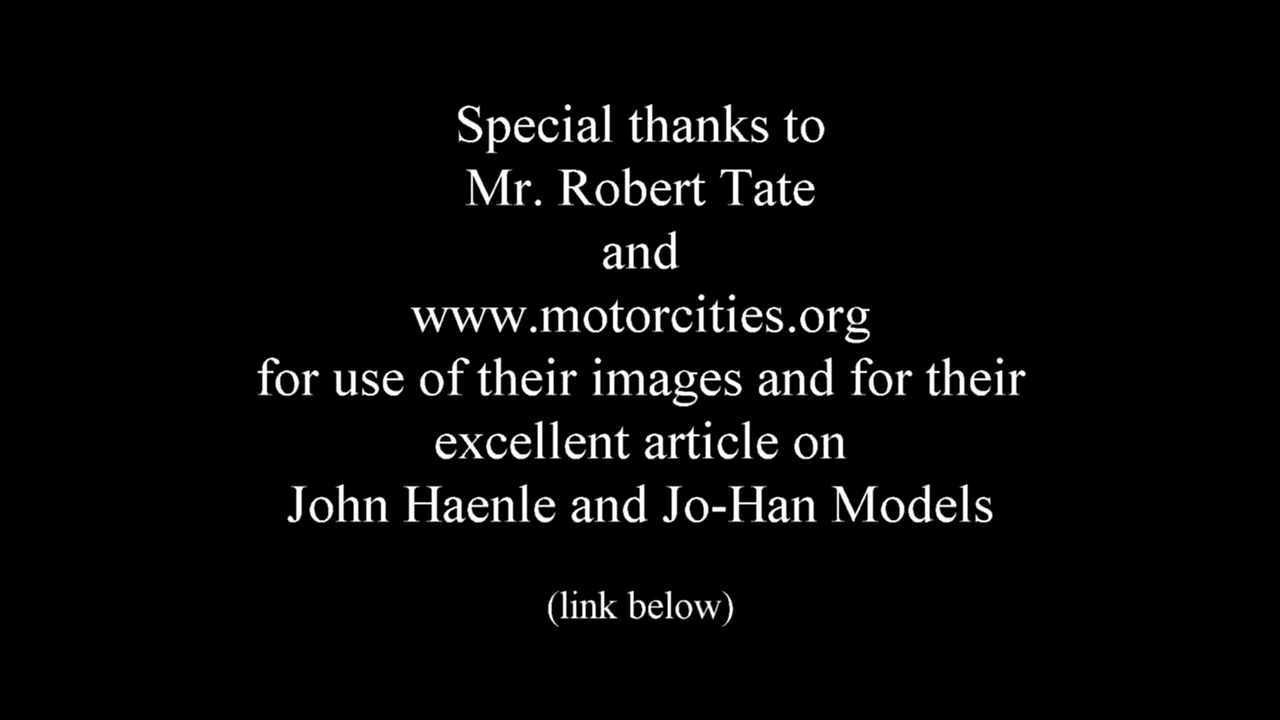 Special thanks to
Mr. Robert Tate
and
www.motorcities.org
for use of their images and for their
excellent article on
John Haenle and Jo-Han Models
(link below)